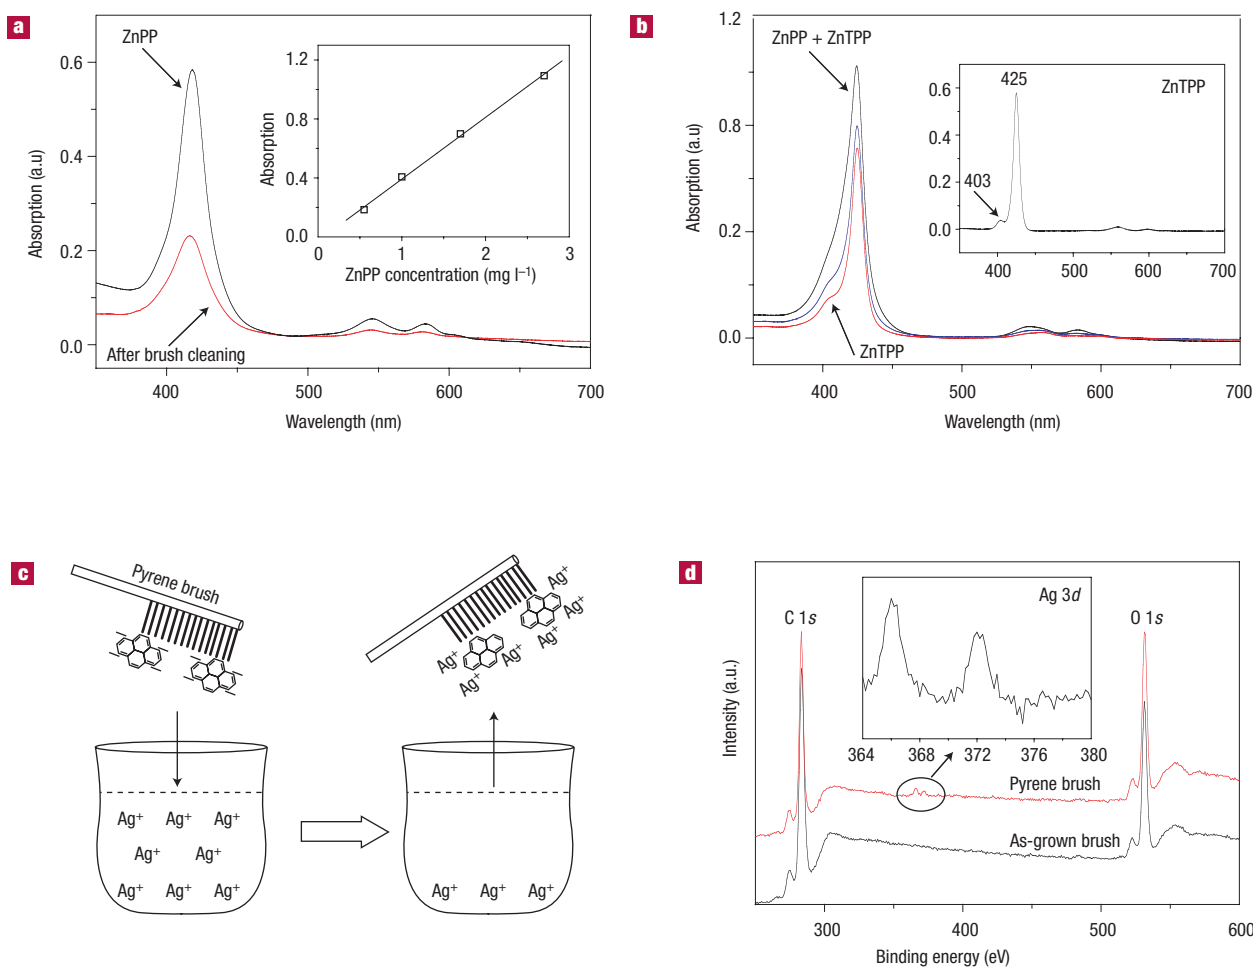 a
ZnPP
0.6
0.4
0.2
0.0
Absorption (a.u)
After brush cleaning
400
500
600
700
Wavelength (nm)
1.2
0.8
0.4
0.0
Absorption
0
1
2
3
ZnPP concentration (mg l⁻¹)
b
1.2
0.8
0.2
0.0
Absorption (a.u)
ZnPP + ZnTPP
ZnTPP
400
500
600
700
Wavelength (nm)
ZnTPP
425
403
0.6
0.4
0.2
0.0
400
500
600
700
c
Pyrene brush
Ag⁺ Ag⁺ Ag⁺
Ag⁺ Ag⁺
Ag⁺ Ag⁺ Ag⁺
Ag⁺
Ag⁺
Ag⁺
Ag⁺
Ag⁺
Ag⁺
Ag⁺
Ag⁺ Ag⁺ Ag⁺
d
C 1s
O 1s
Ag 3d
364
368
372
376
380
Pyrene brush
As-grown brush
Intensity (a.u.)
300
400
500
600
Binding energy (eV)